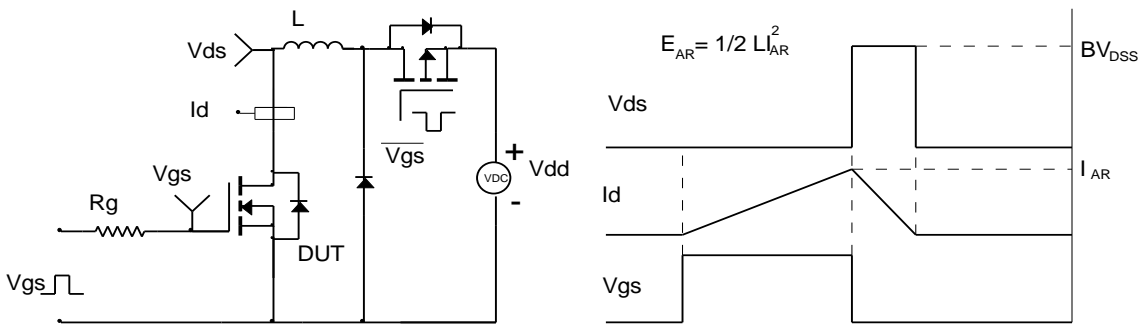 L
Vds
Id
Vgs
Vgs
+
Vdd
VDC
-
Rg
DUT
Vgs
E_AR= 1/2 LI_AR^2
BV_DSS
Vds
I_AR
Id
Vgs